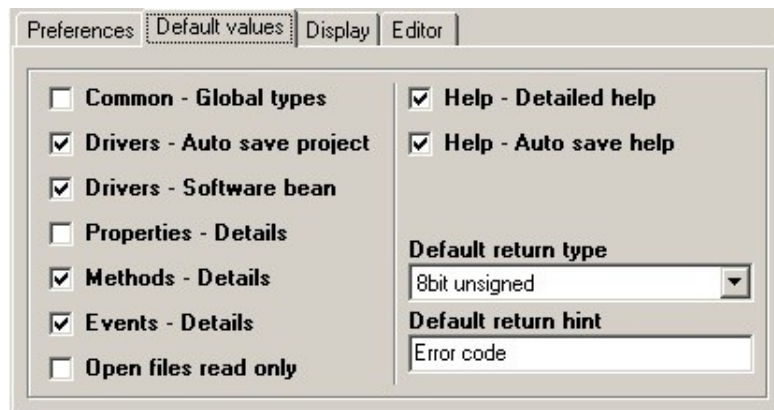 Preferences Default values Display Editor
Common - Global types
Drivers - Auto save project
Drivers - Software bean
Properties - Details
Methods - Details
Events - Details
Open files read only
Help - Detailed help
Help - Auto save help
Default return type
8bit unsigned
Default return hint
Error code